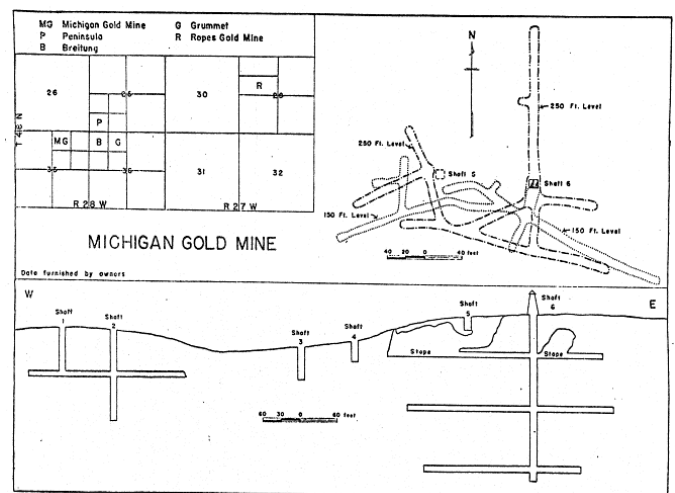 MG Michigan Gold Mine G Grummet
P Peninsula R Ropes Gold Mine
B Breitung
26 25 30 R 29
P
T 48 N
MG B G
35 36 31 32
R 28 W R 27 W
MICHIGAN GOLD MINE
Data furnished by owners
N
250 Ft. Level
250 Ft. Level
Shaft 5
Shaft 6
150 Ft. Level
150 Ft. Level
40 20 0 40 feet
W E
Shaft 1
Shaft 2
Shaft 3
Shaft 4
Shaft 5
Shaft 6
Stope Stope
60 30 0 60 feet